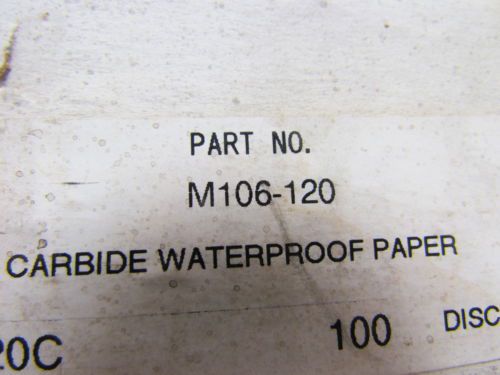 PART NO.
M106-120
CARBIDE WATERPROOF PAPER
20C 100 DISC